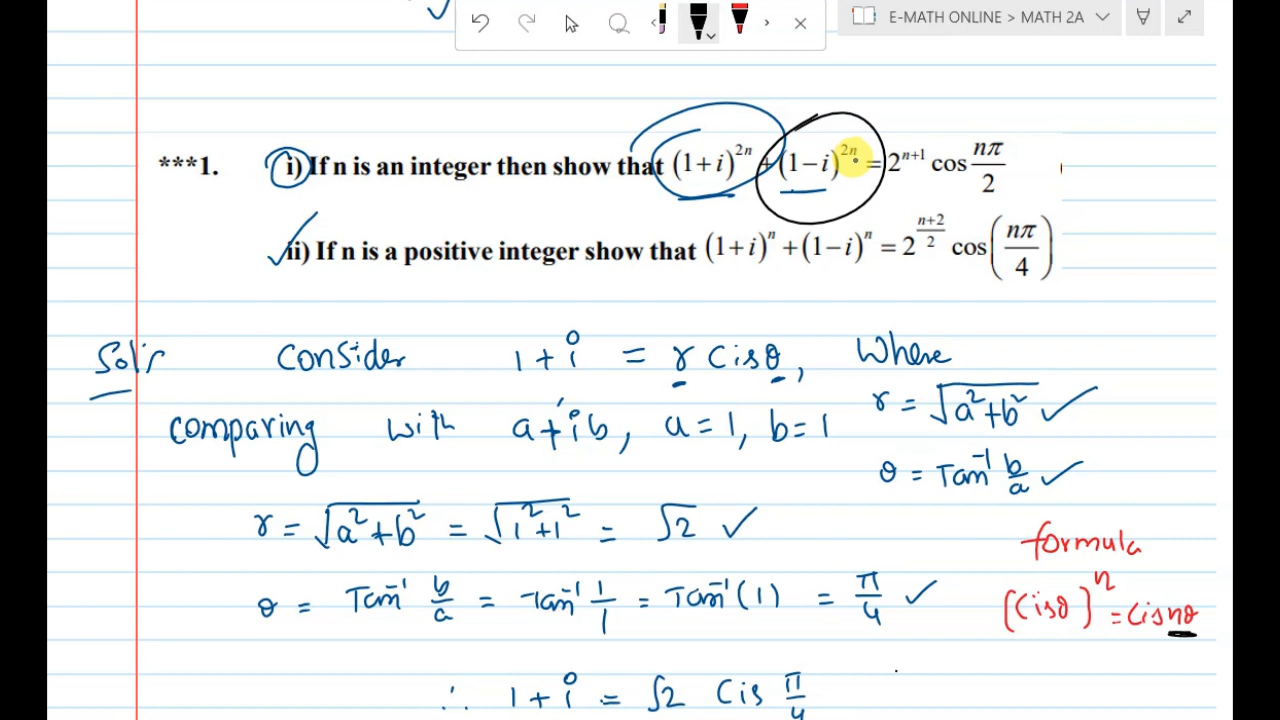 E-MATH ONLINE > MATH 2A
***1. i) If n is an integer then show that (1+i)^{2n} + (1−i)^{2n} = 2^{n+1} cos nπ/2
ii) If n is a positive integer show that (1+i)^n + (1−i)^n = 2^{(n+2)/2} cos(nπ/4)
Consider 1+i = r cisθ, Where
r = √(a²+b²) ✓
comparing with a+ib, a=1, b=1
θ = Tan⁻¹ b/a ✓
r = √(a²+b²) = √(1²+1²) = √2 ✓
formula
θ = Tan⁻¹ b/a = Tan⁻¹ 1/1 = Tan⁻¹(1) = π/4 ✓
(Cisθ)^n = cis nθ
∴ 1+i = √2 Cis π/4